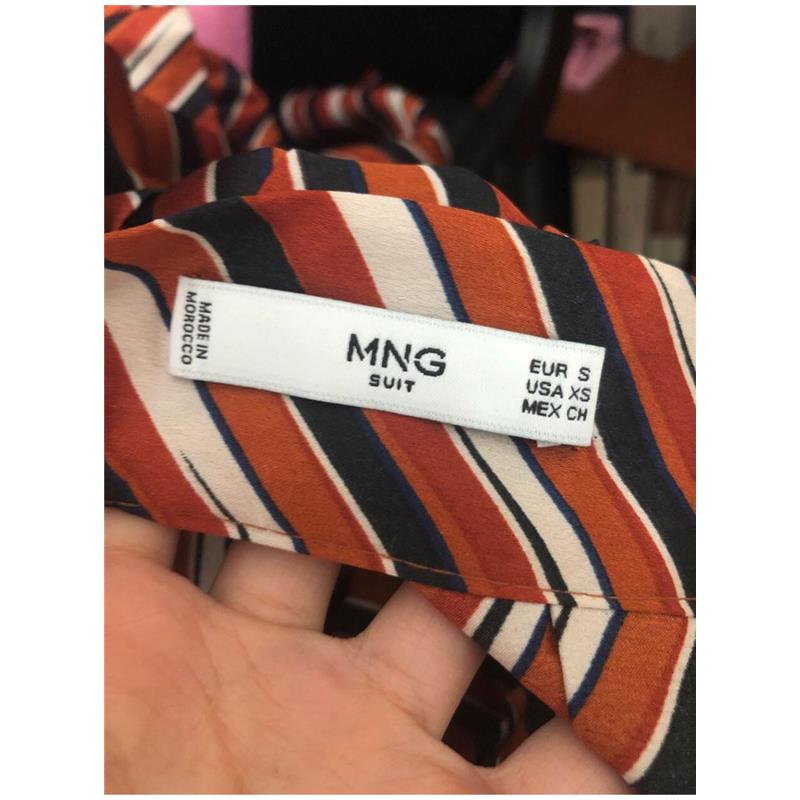 MADE IN
MOROCCO
MNG
SUIT
EUR S
USA XS
MEX CH